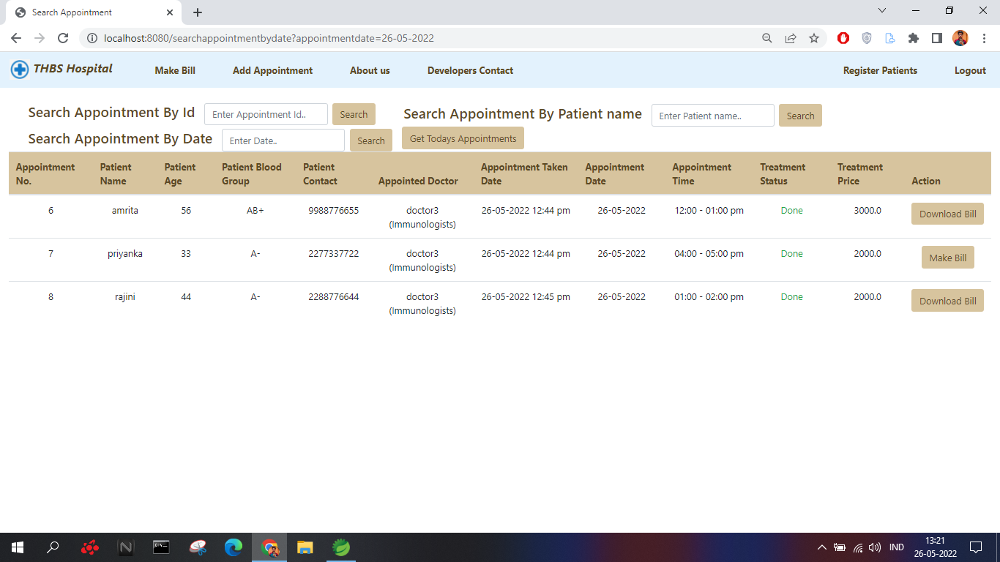 Search Appointment
localhost:8080/searchappointmentbydate?appointmentdate=26-05-2022
THBS Hospital Make Bill Add Appointment About us Developers Contact Register Patients Logout
Search Appointment By Id Enter Appointment Id.. Search Search Appointment By Patient name Enter Patient name.. Search
Search Appointment By Date Enter Date.. Search Get Todays Appointments
Appointment No. Patient Name Patient Age Patient Blood Group Patient Contact Appointed Doctor Appointment Taken Date Appointment Date Appointment Time Treatment Status Treatment Price Action
6 amrita 56 AB+ 9988776655 doctor3 26-05-2022 12:44 pm 26-05-2022 12:00 - 01:00 pm Done 3000.0 Download Bill
(Immunologists)
7 priyanka 33 A- 2277337722 doctor3 26-05-2022 12:44 pm 26-05-2022 04:00 - 05:00 pm Done 2000.0 Make Bill
(Immunologists)
8 rajini 44 A- 2288776644 doctor3 26-05-2022 12:45 pm 26-05-2022 01:00 - 02:00 pm Done 2000.0 Download Bill
(Immunologists)
IND 13:21
26-05-2022